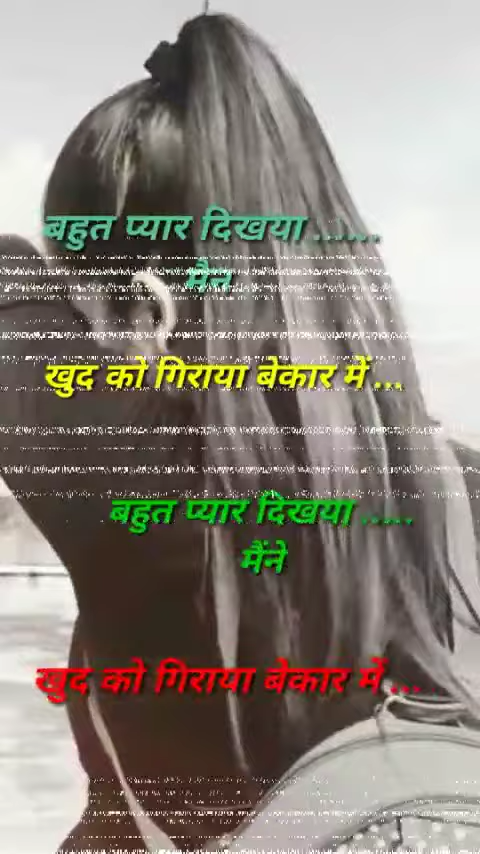 बहुत प्यार दिखया ......
मैंने
खुद को गिराया बेकार में ...
बहुत प्यार दिखया .....
मैंने
खुद को गिराया बेकार में ...